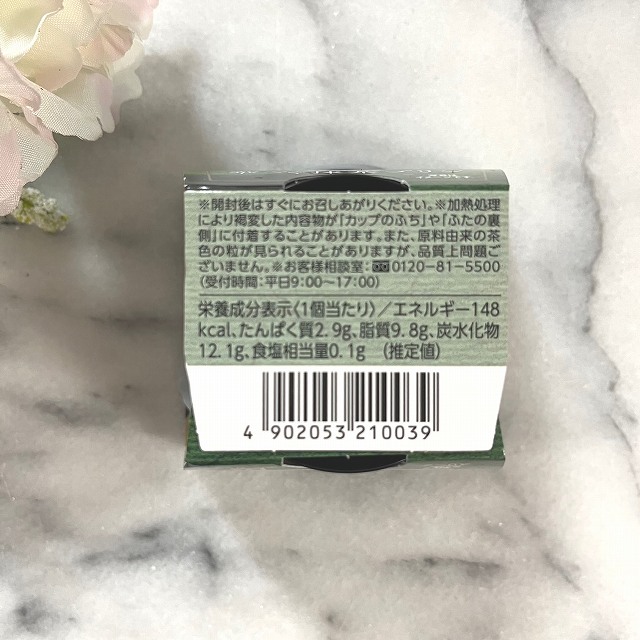 ※開封後はすぐにお召しあがりください。※加熱処理
により褐変した内容物が「カップのふち」や「ふたの裏
側」に付着することがあります。また、原料由来の茶
色の粒が見られることがありますが、品質上問題ご
ざいません。※お客様相談室：0120-81-5500
（受付時間：平日9:00〜17:00）
栄養成分表示〈1個当たり〉／エネルギー148
kcal、たんぱく質2.9g、脂質9.8g、炭水化物
12.1g、食塩相当量0.1g （推定値）
4 902053 210039